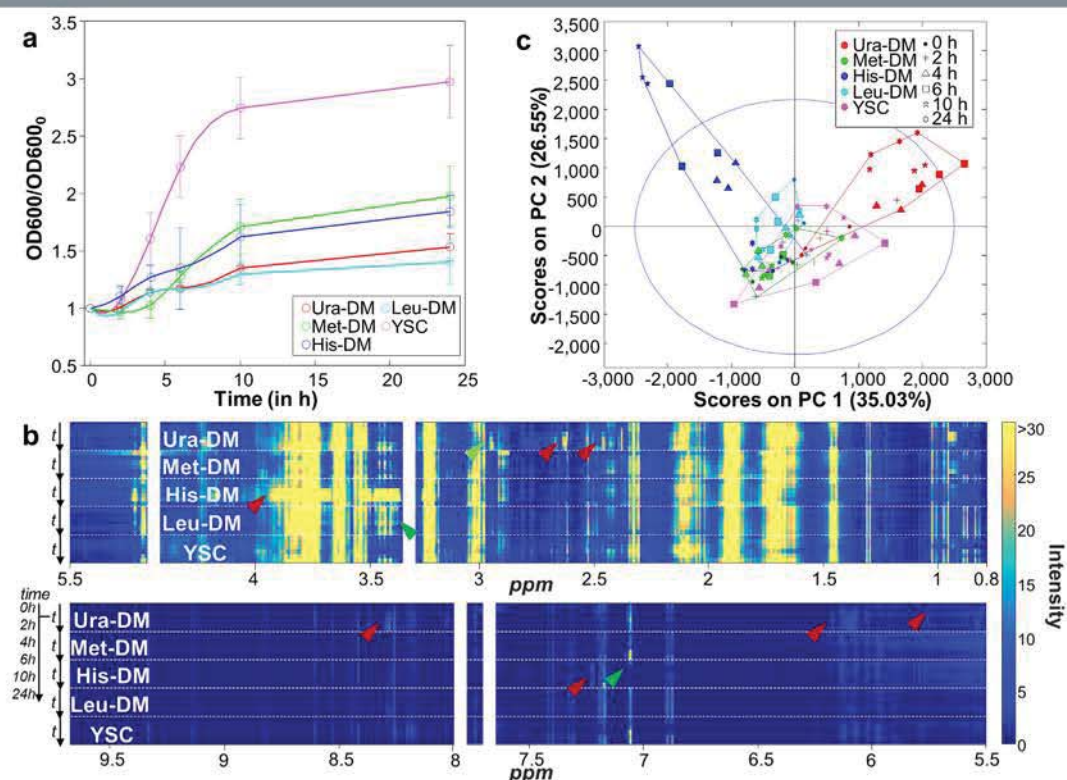 a
3.5
3
2.5
2
1.5
1
0.5
OD600/OD600₀
0 5 10 15 20 25
Time (in h)
Ura-DM Leu-DM
Met-DM YSC
His-DM
c
3,500
3,000
2,500
2,000
1,500
1,000
500
0
-500
-1,000
-1,500
-2,000
Scores on PC 2 (26.55%)
-3,000 -2,000 -1,000 0 1,000 2,000 3,000
Scores on PC 1 (35.03%)
Ura-DM 0 h
Met-DM 2 h
His-DM 4 h
Leu-DM 6 h
YSC 10 h
24 h
b
t Ura-DM
t Met-DM
t His-DM
t Leu-DM
t YSC
5.5 4 3.5 3 2.5 2 1.5 1 0.8
ppm
time
0h
2h
4h
6h
10h
24h
t Ura-DM
t Met-DM
t His-DM
t Leu-DM
t YSC
9.5 9 8.5 8 7.5 7 6.5 6 5.5
ppm
>30
25
20
15
10
5
0
Intensity